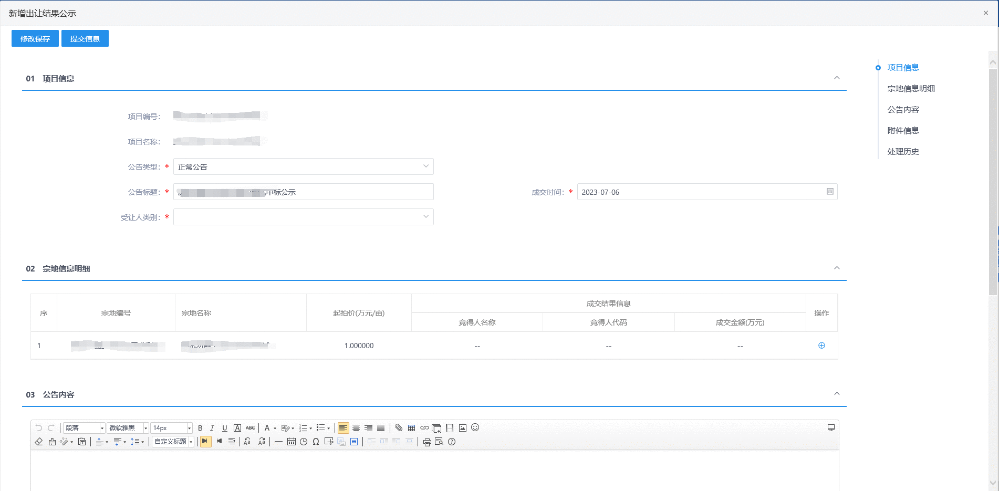 新增出让结果公示
修改保存 提交信息
01 项目信息
项目编号：
项目名称：
公告类型： * 正常公告
公告标题： * 中标公示 成交时间： * 2023-07-06
受让人类别： *
项目信息
宗地信息明细
公告内容
附件信息
处理历史
02 宗地信息明细
序 宗地编号 宗地名称 起拍价(万元/亩) 成交结果信息 操作
竞得人名称 竞得人代码 成交金额(万元)
1 1.000000 -- -- --
03 公告内容
段落 微软雅黑 14px B I U A ABC A
自定义标题